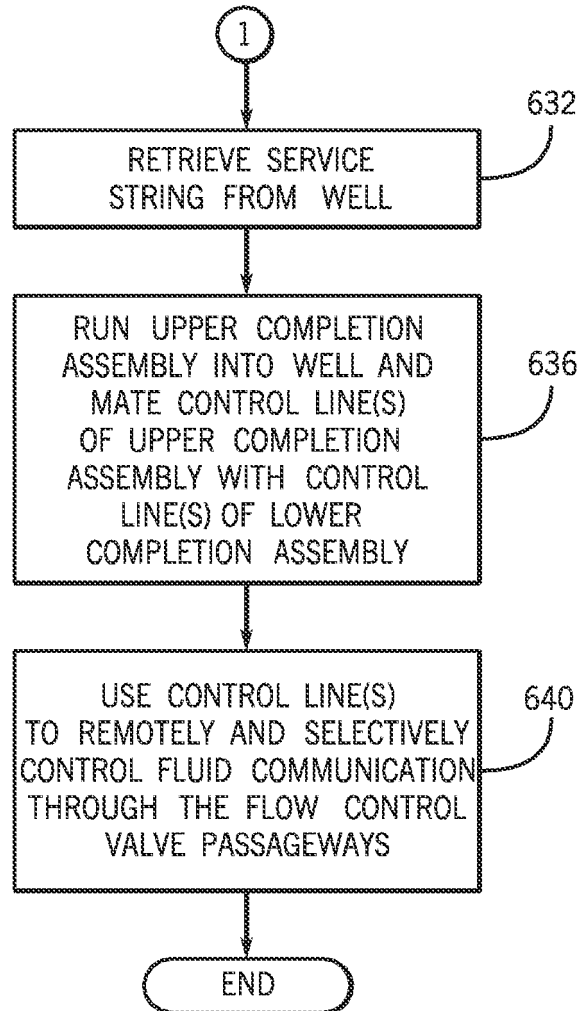 1
632
RETRIEVE SERVICE
STRING FROM WELL
RUN UPPER COMPLETION
ASSEMBLY INTO WELL AND
MATE CONTROL LINE(S)
OF UPPER COMPLETION
ASSEMBLY WITH CONTROL
LINE(S) OF LOWER
COMPLETION ASSEMBLY
636
USE CONTROL LINE(S)
TO REMOTELY AND SELECTIVELY
CONTROL FLUID COMMUNICATION
THROUGH THE FLOW CONTROL
VALVE PASSAGEWAYS
640
END